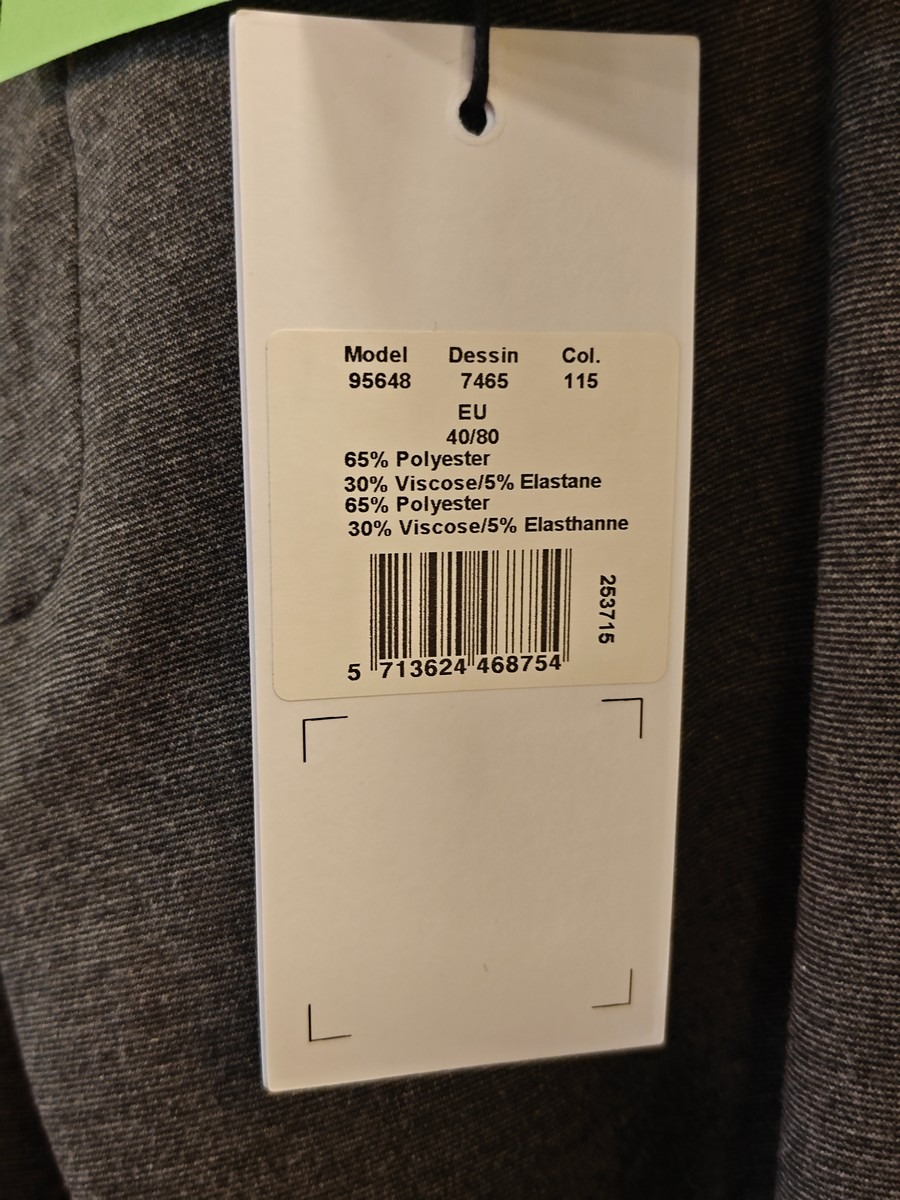 Model Dessin Col.
95648 7465 115
EU
40/80
65% Polyester
30% Viscose/5% Elastane
65% Polyester
30% Viscose/5% Elasthanne
253715
5 713624 468754